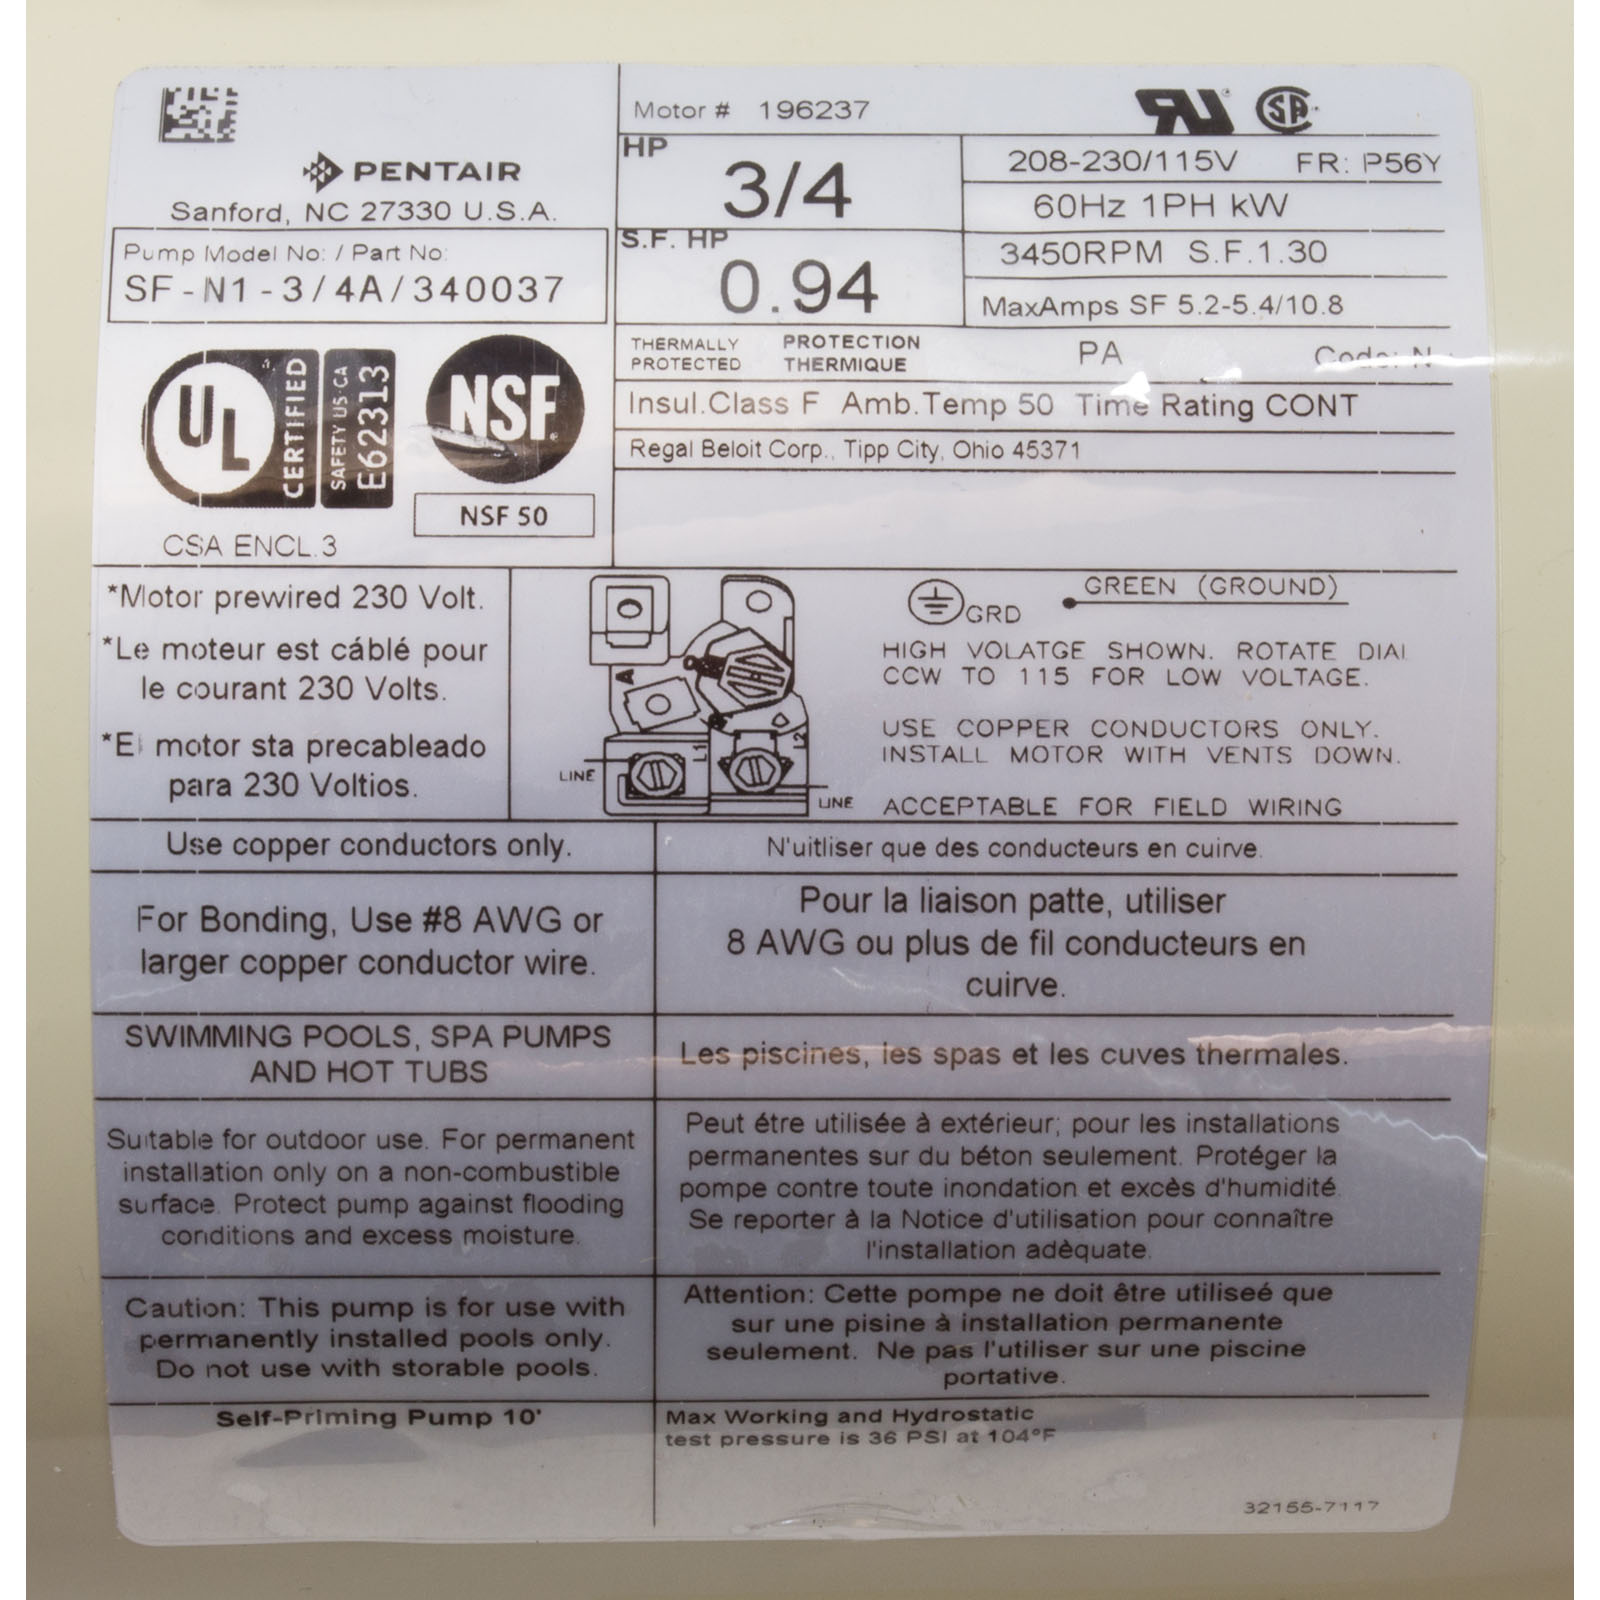 PENTAIR
Sanford, NC 27330 U.S.A.
Pump Model No: / Part No:
SF-N1-3/4A/340037
UL
CERTIFIED
SAFETY US·CA
E62313
NSF
NSF 50
CSA ENCL.3
Motor # 196237
HP
3/4
S.F. HP
0.94
208-230/115V FR: P56Y
60Hz 1PH kW
3450RPM S.F.1.30
MaxAmps SF 5.2-5.4/10.8
THERMALLY PROTECTION
PROTECTED THERMIQUE
PA
Code: N
Insul.Class F Amb.Temp 50 Time Rating CONT
Regal Beloit Corp., Tipp City, Ohio 45371
*Motor prewired 230 Volt.
*Le moteur est cáblé pour
le courant 230 Volts.
*El motor sta precableado
para 230 Voltios.
A
L1
L2
LINE
LINE
GRD
GREEN (GROUND)
HIGH VOLATGE SHOWN. ROTATE DIAL
CCW TO 115 FOR LOW VOLTAGE.
USE COPPER CONDUCTORS ONLY.
INSTALL MOTOR WITH VENTS DOWN.
ACCEPTABLE FOR FIELD WIRING
Use copper conductors only.
N'uitliser que des conducteurs en cuirve.
For Bonding, Use #8 AWG or
larger copper conductor wire.
Pour la liaison patte, utiliser
8 AWG ou plus de fil conducteurs en
cuirve.
SWIMMING POOLS, SPA PUMPS
AND HOT TUBS
Les piscines, les spas et les cuves thermales.
Suitable for outdoor use. For permanent
installation only on a non-combustible
surface. Protect pump against flooding
conditions and excess moisture.
Peut étre utilisée à extérieur; pour les installations
permanentes sur du béton seulement. Protéger la
pompe contre toute inondation et excès d'humidité.
Se reporter à la Notice d'utilisation pour connaître
l'installation adèquate.
Caution: This pump is for use with
permanently installed pools only.
Do not use with storable pools.
Attention: Cette pompe ne doit être utiliseé que
sur une pisine à installation permanente
seulement. Ne pas l'utiliser sur une piscine
portative.
Self-Priming Pump 10'
Max Working and Hydrostatic
test pressure is 36 PSI at 104°F
32155-7117